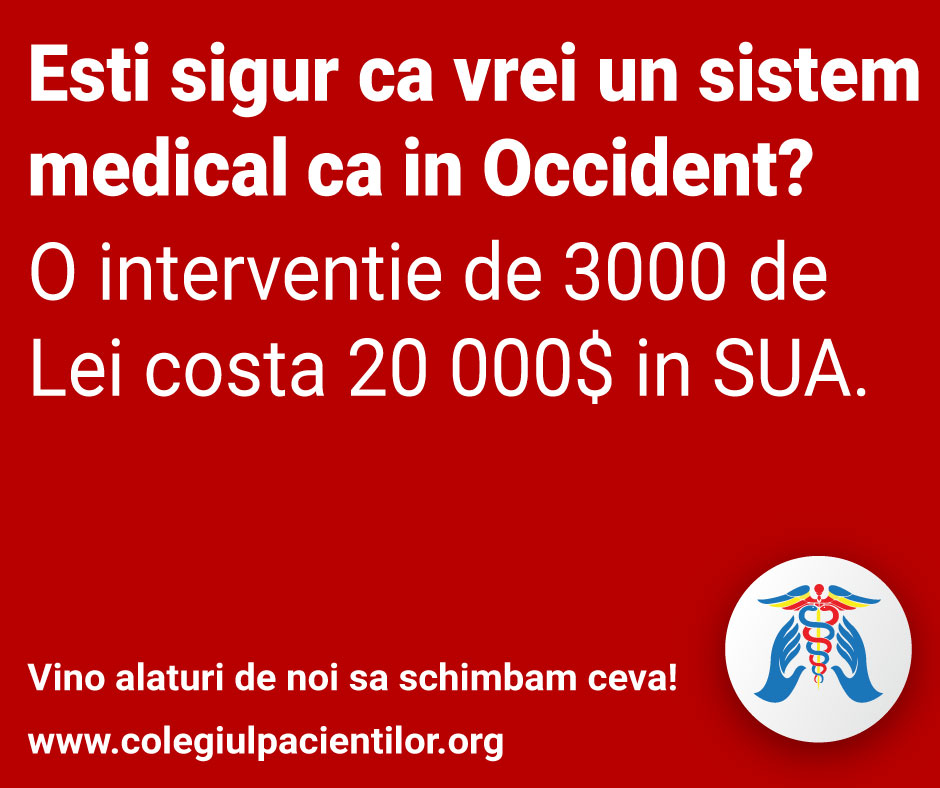 Esti sigur ca vrei un sistem
medical ca in Occident?
O interventie de 3000 de
Lei costa 20 000$ in SUA.
Vino alaturi de noi sa schimbam ceva!
www.colegiulpacientilor.org